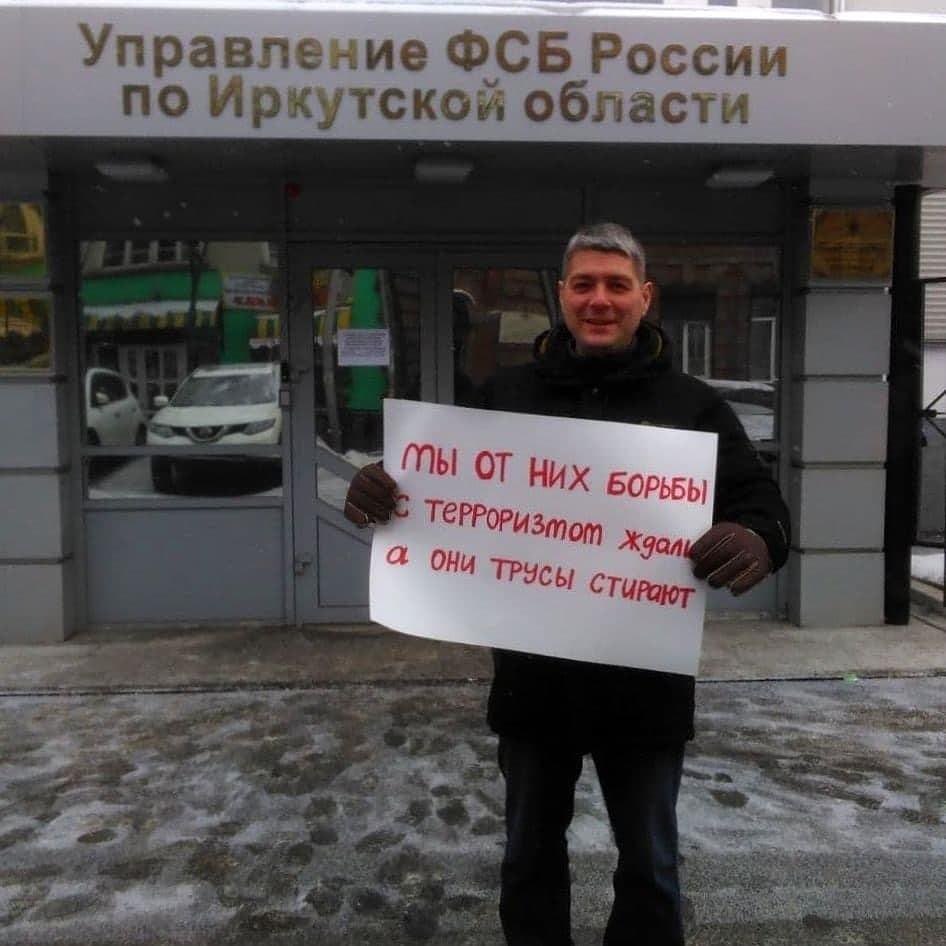 Управление ФСБ России
по Иркутской области
Мы от них борьбы
с терроризмом ждали
а они трусы стирают